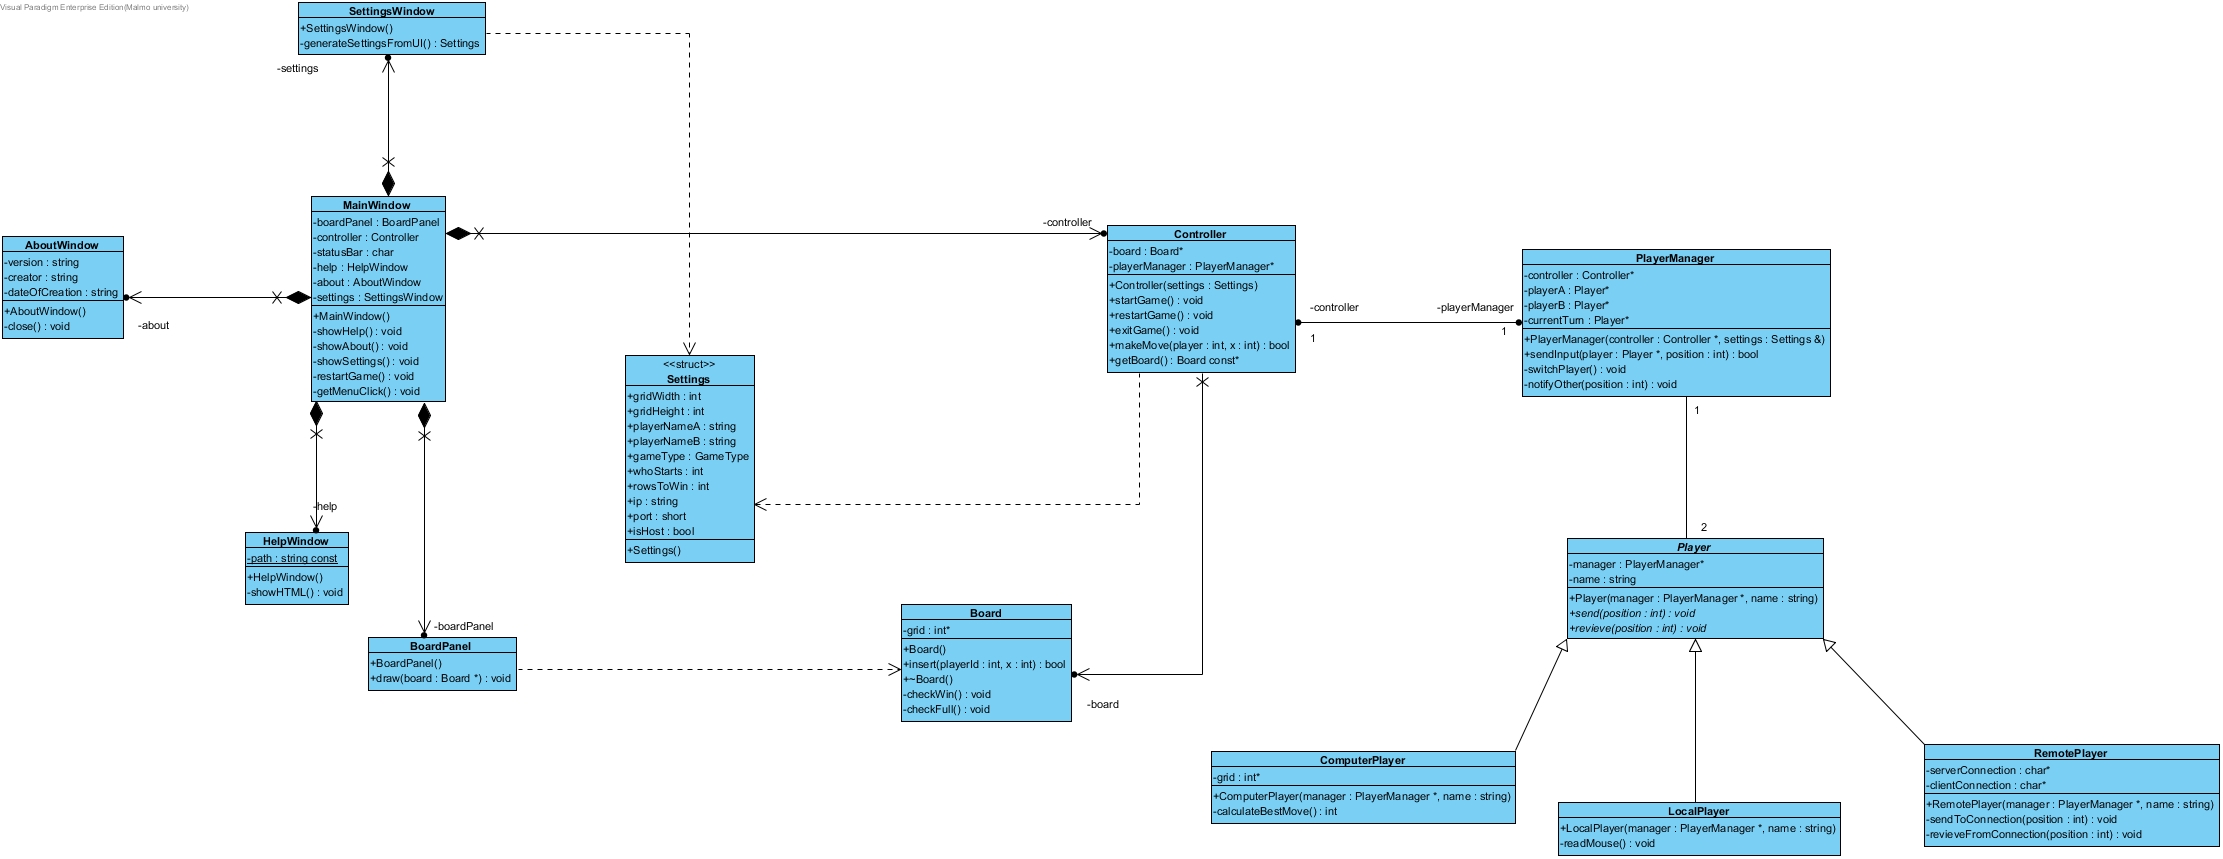 Visual Paradigm Enterprise Edition(Malmo university)
SettingsWindow
+SettingsWindow()
-generateSettingsFromUI() : Settings
-settings
MainWindow
-boardPanel : BoardPanel
-controller : Controller
-statusBar : char
-help : HelpWindow
-about : AboutWindow
-settings : SettingsWindow
+MainWindow()
-showHelp() : void
-showAbout() : void
-showSettings() : void
-restartGame() : void
-getMenuClick() : void
AboutWindow
-version : string
-creator : string
-dateOfCreation : string
+AboutWindow()
-close() : void
-about
-controller
Controller
-board : Board*
-playerManager : PlayerManager*
+Controller(settings : Settings)
+startGame() : void
+restartGame() : void
+exitGame() : void
+makeMove(player : int, x : int) : bool
+getBoard() : Board const*
-controller
1
-playerManager
1
PlayerManager
-controller : Controller*
-playerA : Player*
-playerB : Player*
-currentTurn : Player*
+PlayerManager(controller : Controller *, settings : Settings &)
+sendInput(player : Player *, position : int) : bool
-switchPlayer() : void
-notifyOther(position : int) : void
1
2
<<struct>>
Settings
+gridWidth : int
+gridHeight : int
+playerNameA : string
+playerNameB : string
+gameType : GameType
+whoStarts : int
+rowsToWin : int
+ip : string
+port : short
+isHost : bool
+Settings()
-help
HelpWindow
-path : string const
+HelpWindow()
-showHTML() : void
-boardPanel
BoardPanel
+BoardPanel()
+draw(board : Board *) : void
Board
-grid : int*
+Board()
+insert(playerId : int, x : int) : bool
+~Board()
-checkWin() : void
-checkFull() : void
-board
Player
-manager : PlayerManager*
-name : string
+Player(manager : PlayerManager *, name : string)
+send(position : int) : void
+revieve(position : int) : void
ComputerPlayer
-grid : int*
+ComputerPlayer(manager : PlayerManager *, name : string)
-calculateBestMove() : int
LocalPlayer
+LocalPlayer(manager : PlayerManager *, name : string)
-readMouse() : void
RemotePlayer
-serverConnection : char*
-clientConnection : char*
+RemotePlayer(manager : PlayerManager *, name : string)
-sendToConnection(position : int) : void
-revieveFromConnection(position : int) : void